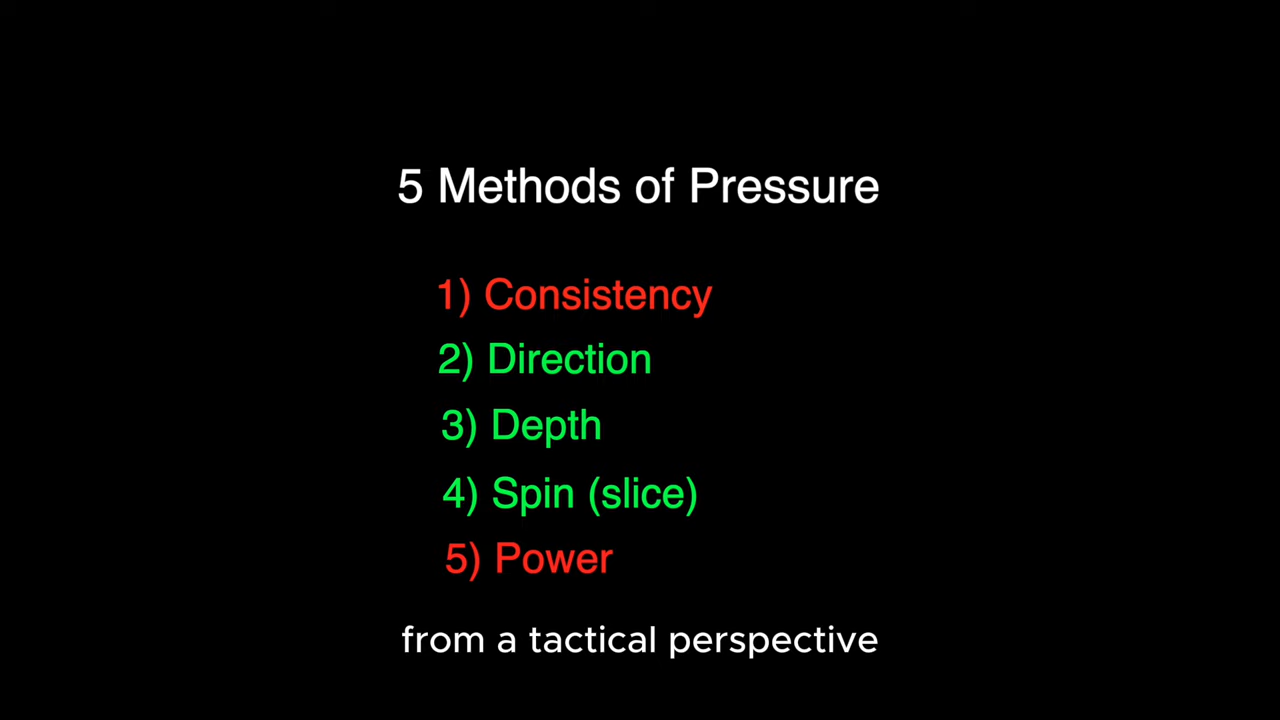 5 Methods of Pressure
1) Consistency
2) Direction
3) Depth
4) Spin (slice)
5) Power
from a tactical perspective